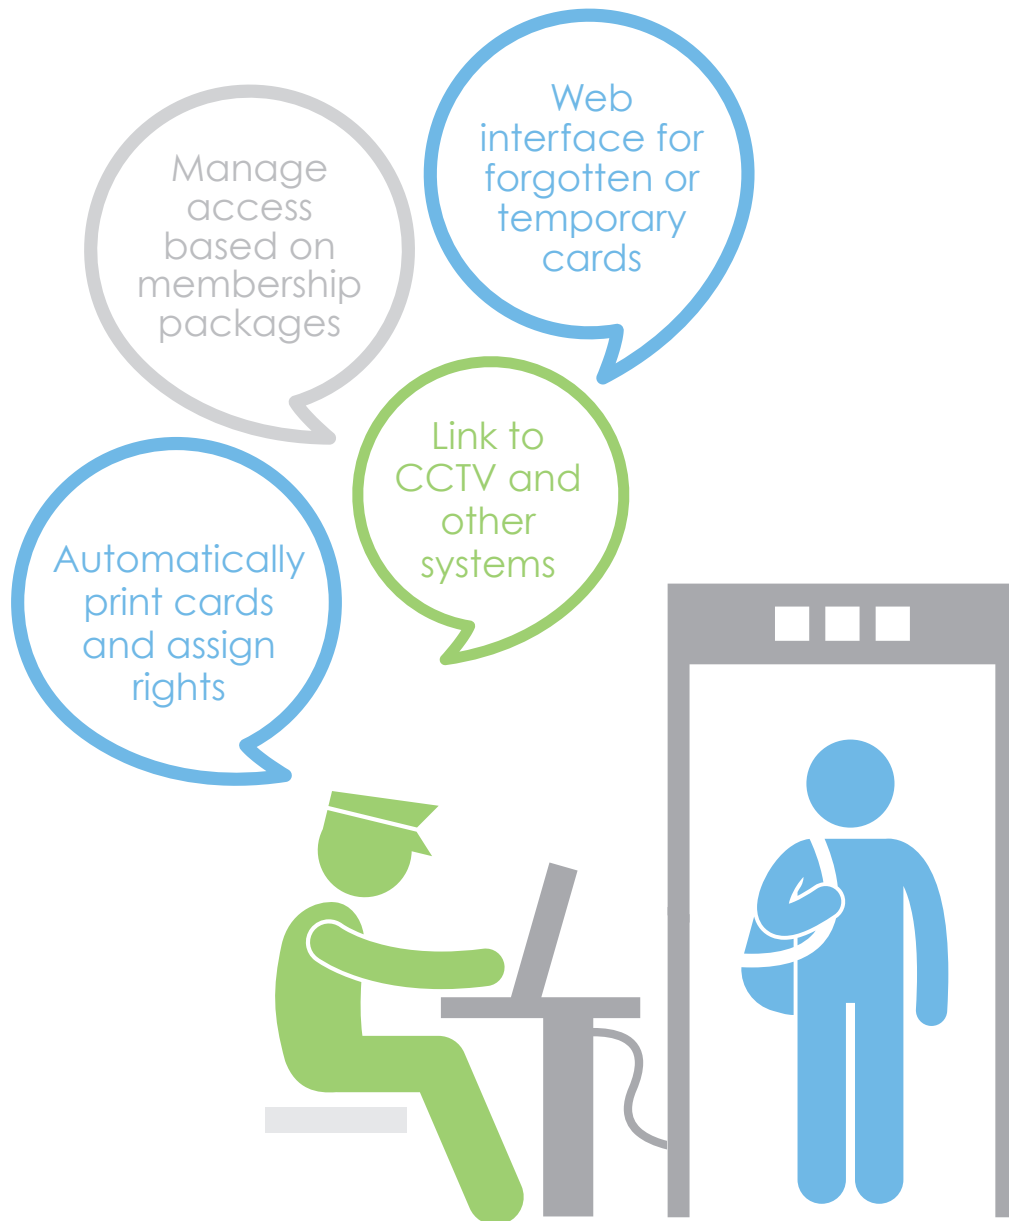 Web
interface for
forgotten or
temporary
cards
Manage
access
based on
membership
packages
Link to
CCTV and
other
systems
Automatically
print cards
and assign
rights